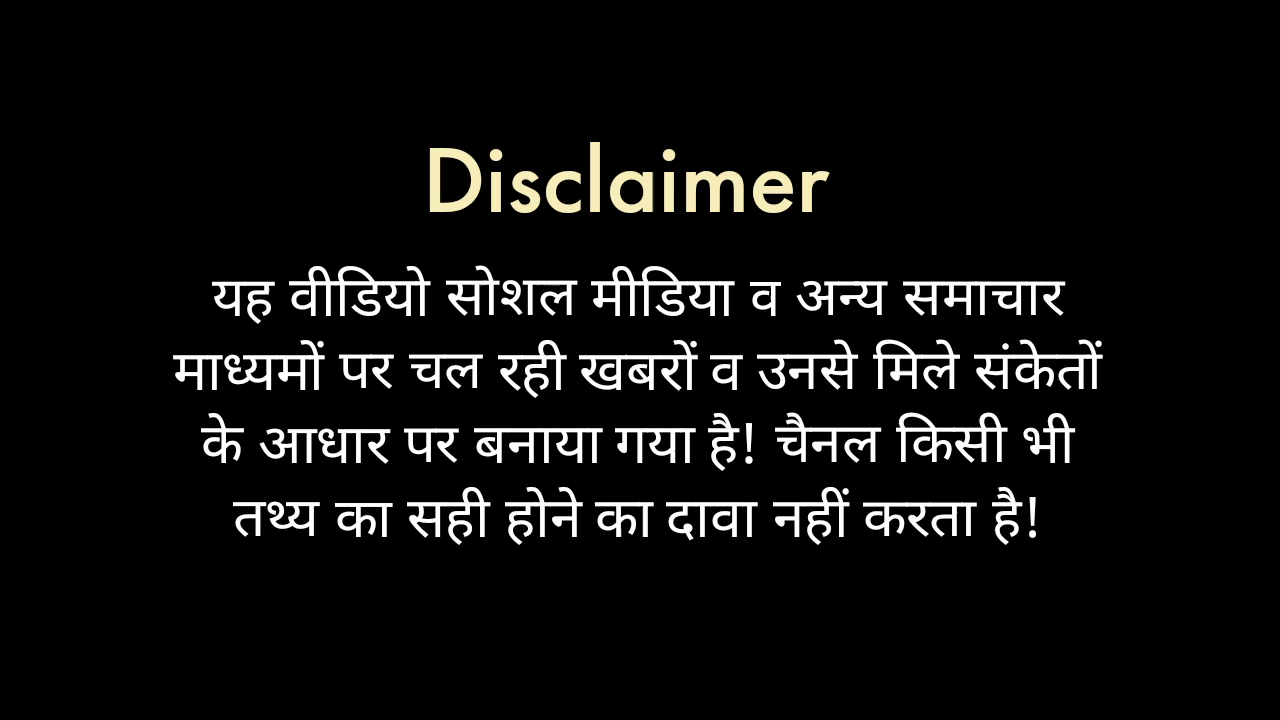 Disclaimer
यह वीडियो सोशल मीडिया व अन्य समाचार
माध्यमों पर चल रही खबरों व उनसे मिले संकेतों
के आधार पर बनाया गया है! चैनल किसी भी
तथ्य का सही होने का दावा नहीं करता है!